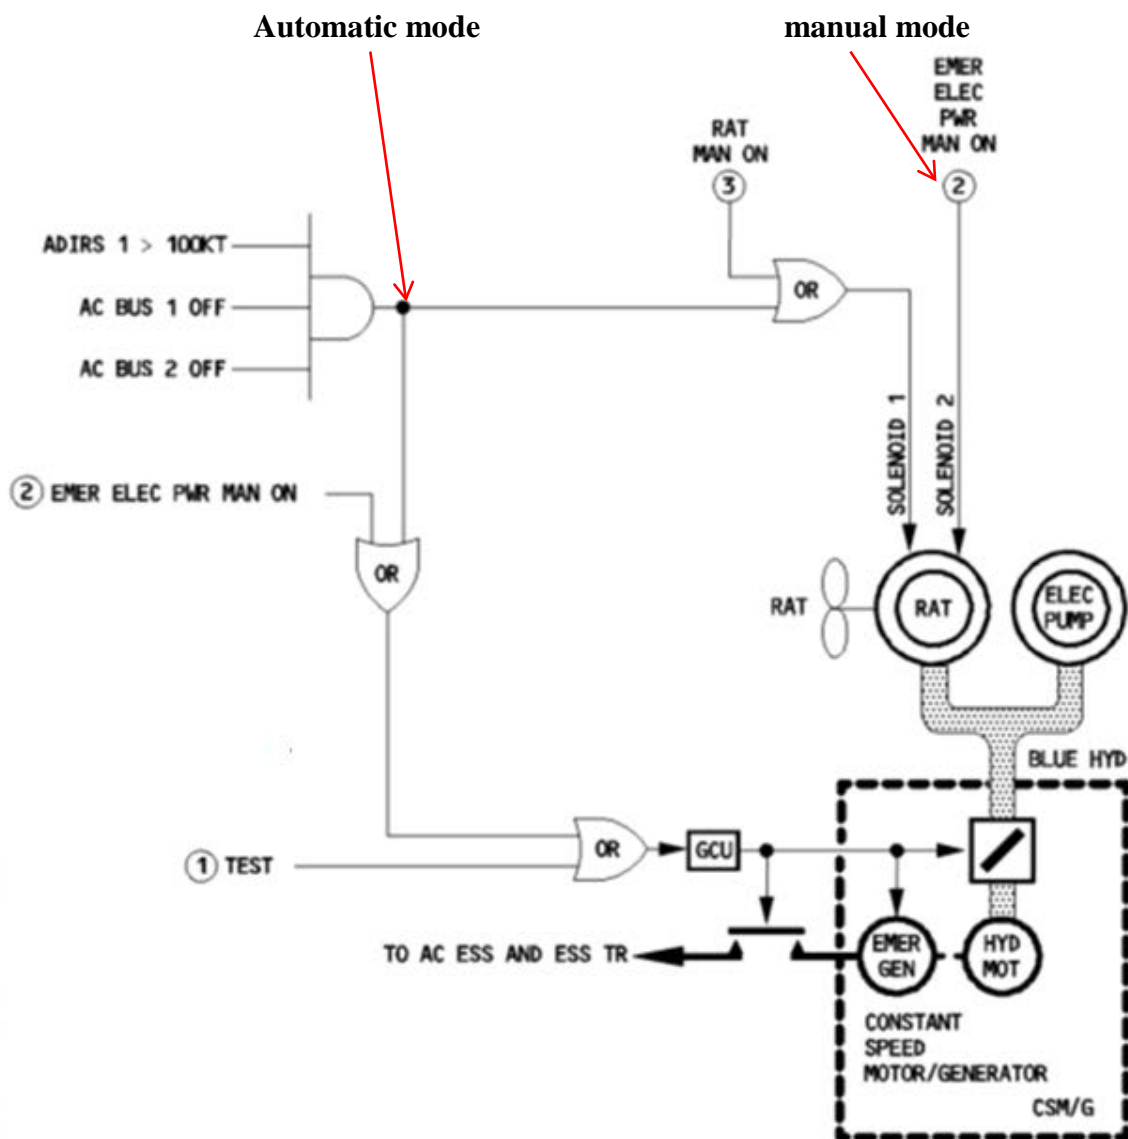 Automatic mode
manual mode
EMER
ELEC
PWR
MAN ON
2
RAT
MAN ON
3
ADIRS 1 > 100KT
AC BUS 1 OFF
AC BUS 2 OFF
OR
SOLENOID 1
SOLENOID 2
2 EMER ELEC PWR MAN ON
OR
RAT
RAT
ELEC
PUMP
BLUE HYD
1 TEST
OR
GCU
TO AC ESS AND ESS TR
EMER
GEN
HYD
MOT
CONSTANT
SPEED
MOTOR/GENERATOR
CSM/G